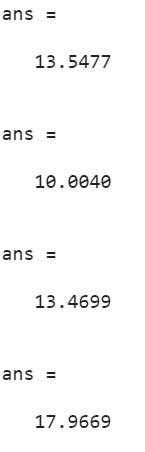 ans =
13.5477
ans =
10.0040
ans =
13.4699
ans =
17.9669